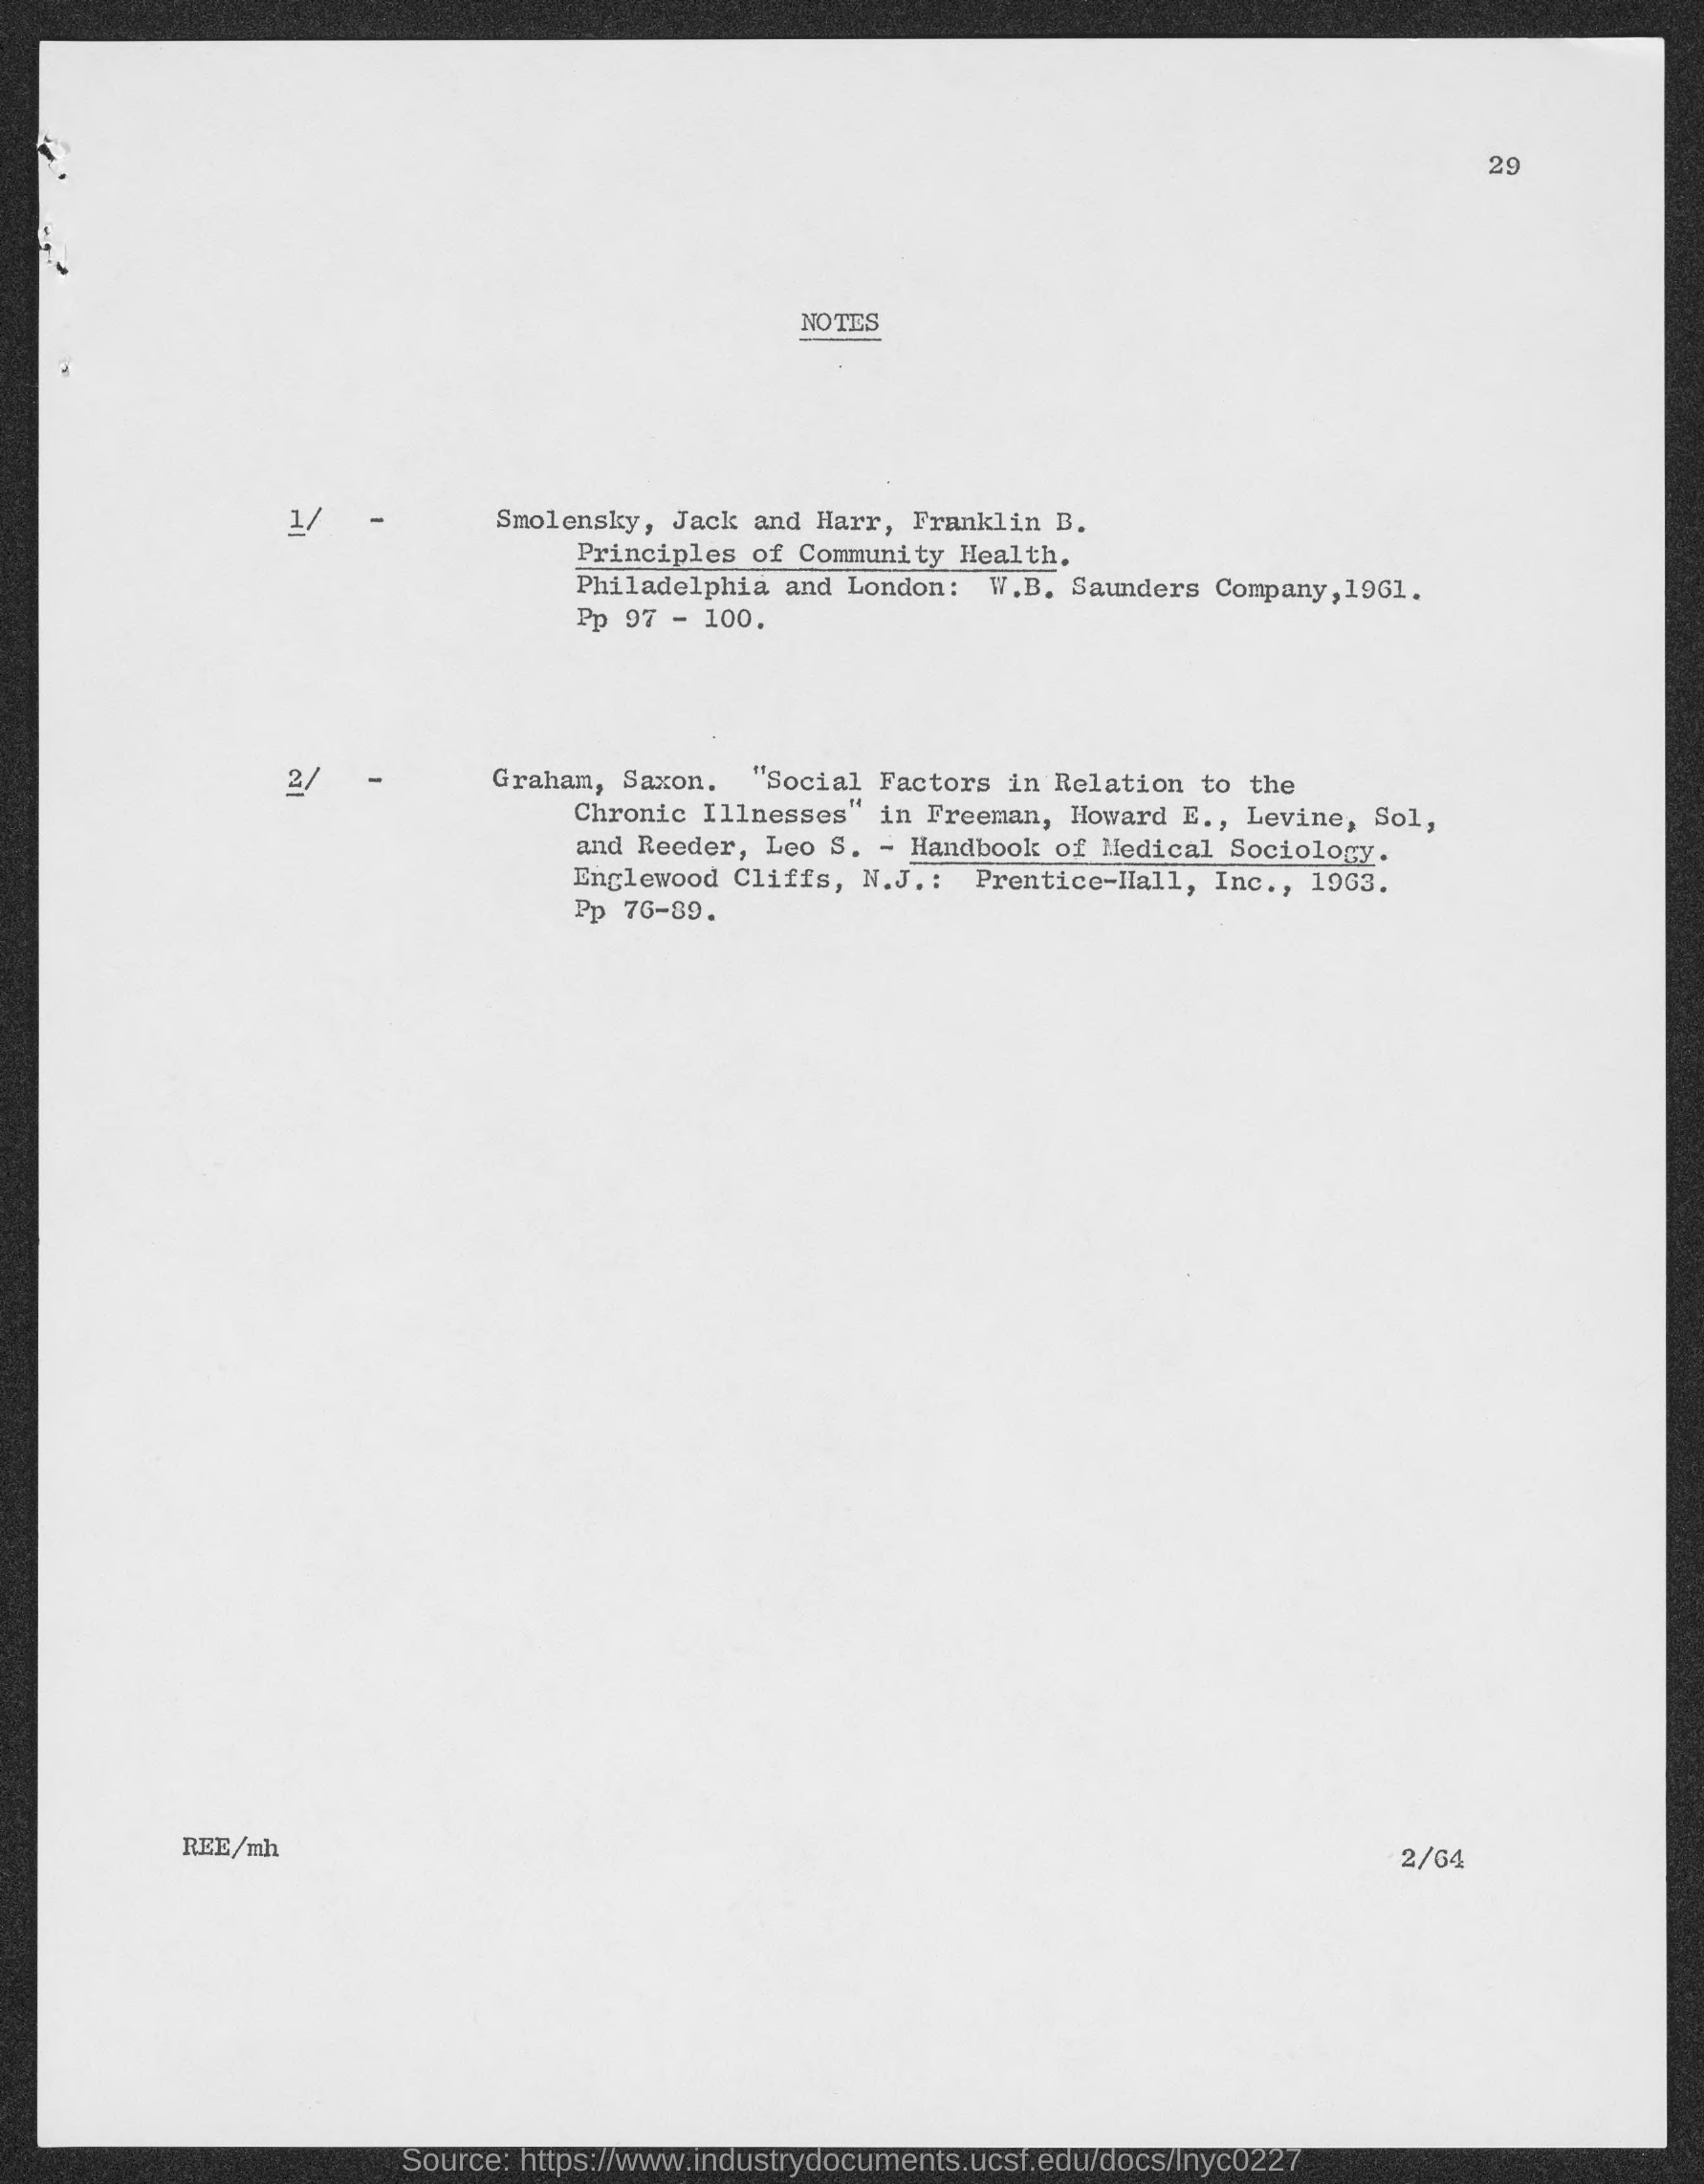 29
NOTES
1/ - Smolensky, Jack and Harr, Franklin B.
Principles of Community Health.
Philadelphia and London: W.B. Saunders Company,1961.
Pp 97 - 100.
2/ - Graham, Saxon. "Social Factors in Relation to the
Chronic Illnesses" in Freeman, Howard E., Levine, Sol,
and Reeder, Leo S. - Handbook of Medical Sociology.
Englewood Cliffs, N.J.: Prentice-Hall, Inc., 1963.
Pp 76-89.
REE/mh
2/64
Source: https://www.industrydocuments.ucsf.edu/docs/lnyc0227